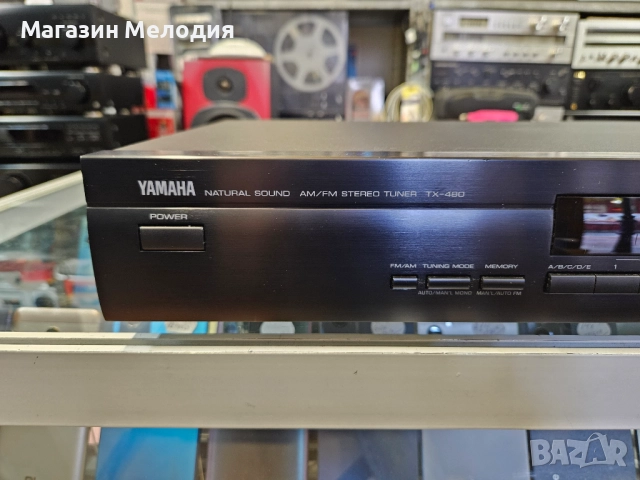 Магазин Мелодия
YAMAHA NATURAL SOUND AM/FM STEREO TUNER TX-480
POWER
FM/AM TUNING MODE MEMORY A/B/C/D/E 1
AUTO/MAN'L MONO MAN'L/AUTO FM
BAZAR